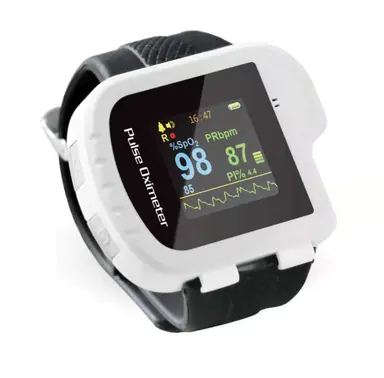 Pulse Oximeter
16:47
R
%SpO₂ PRbpm
98 87
85 PI% 4.4